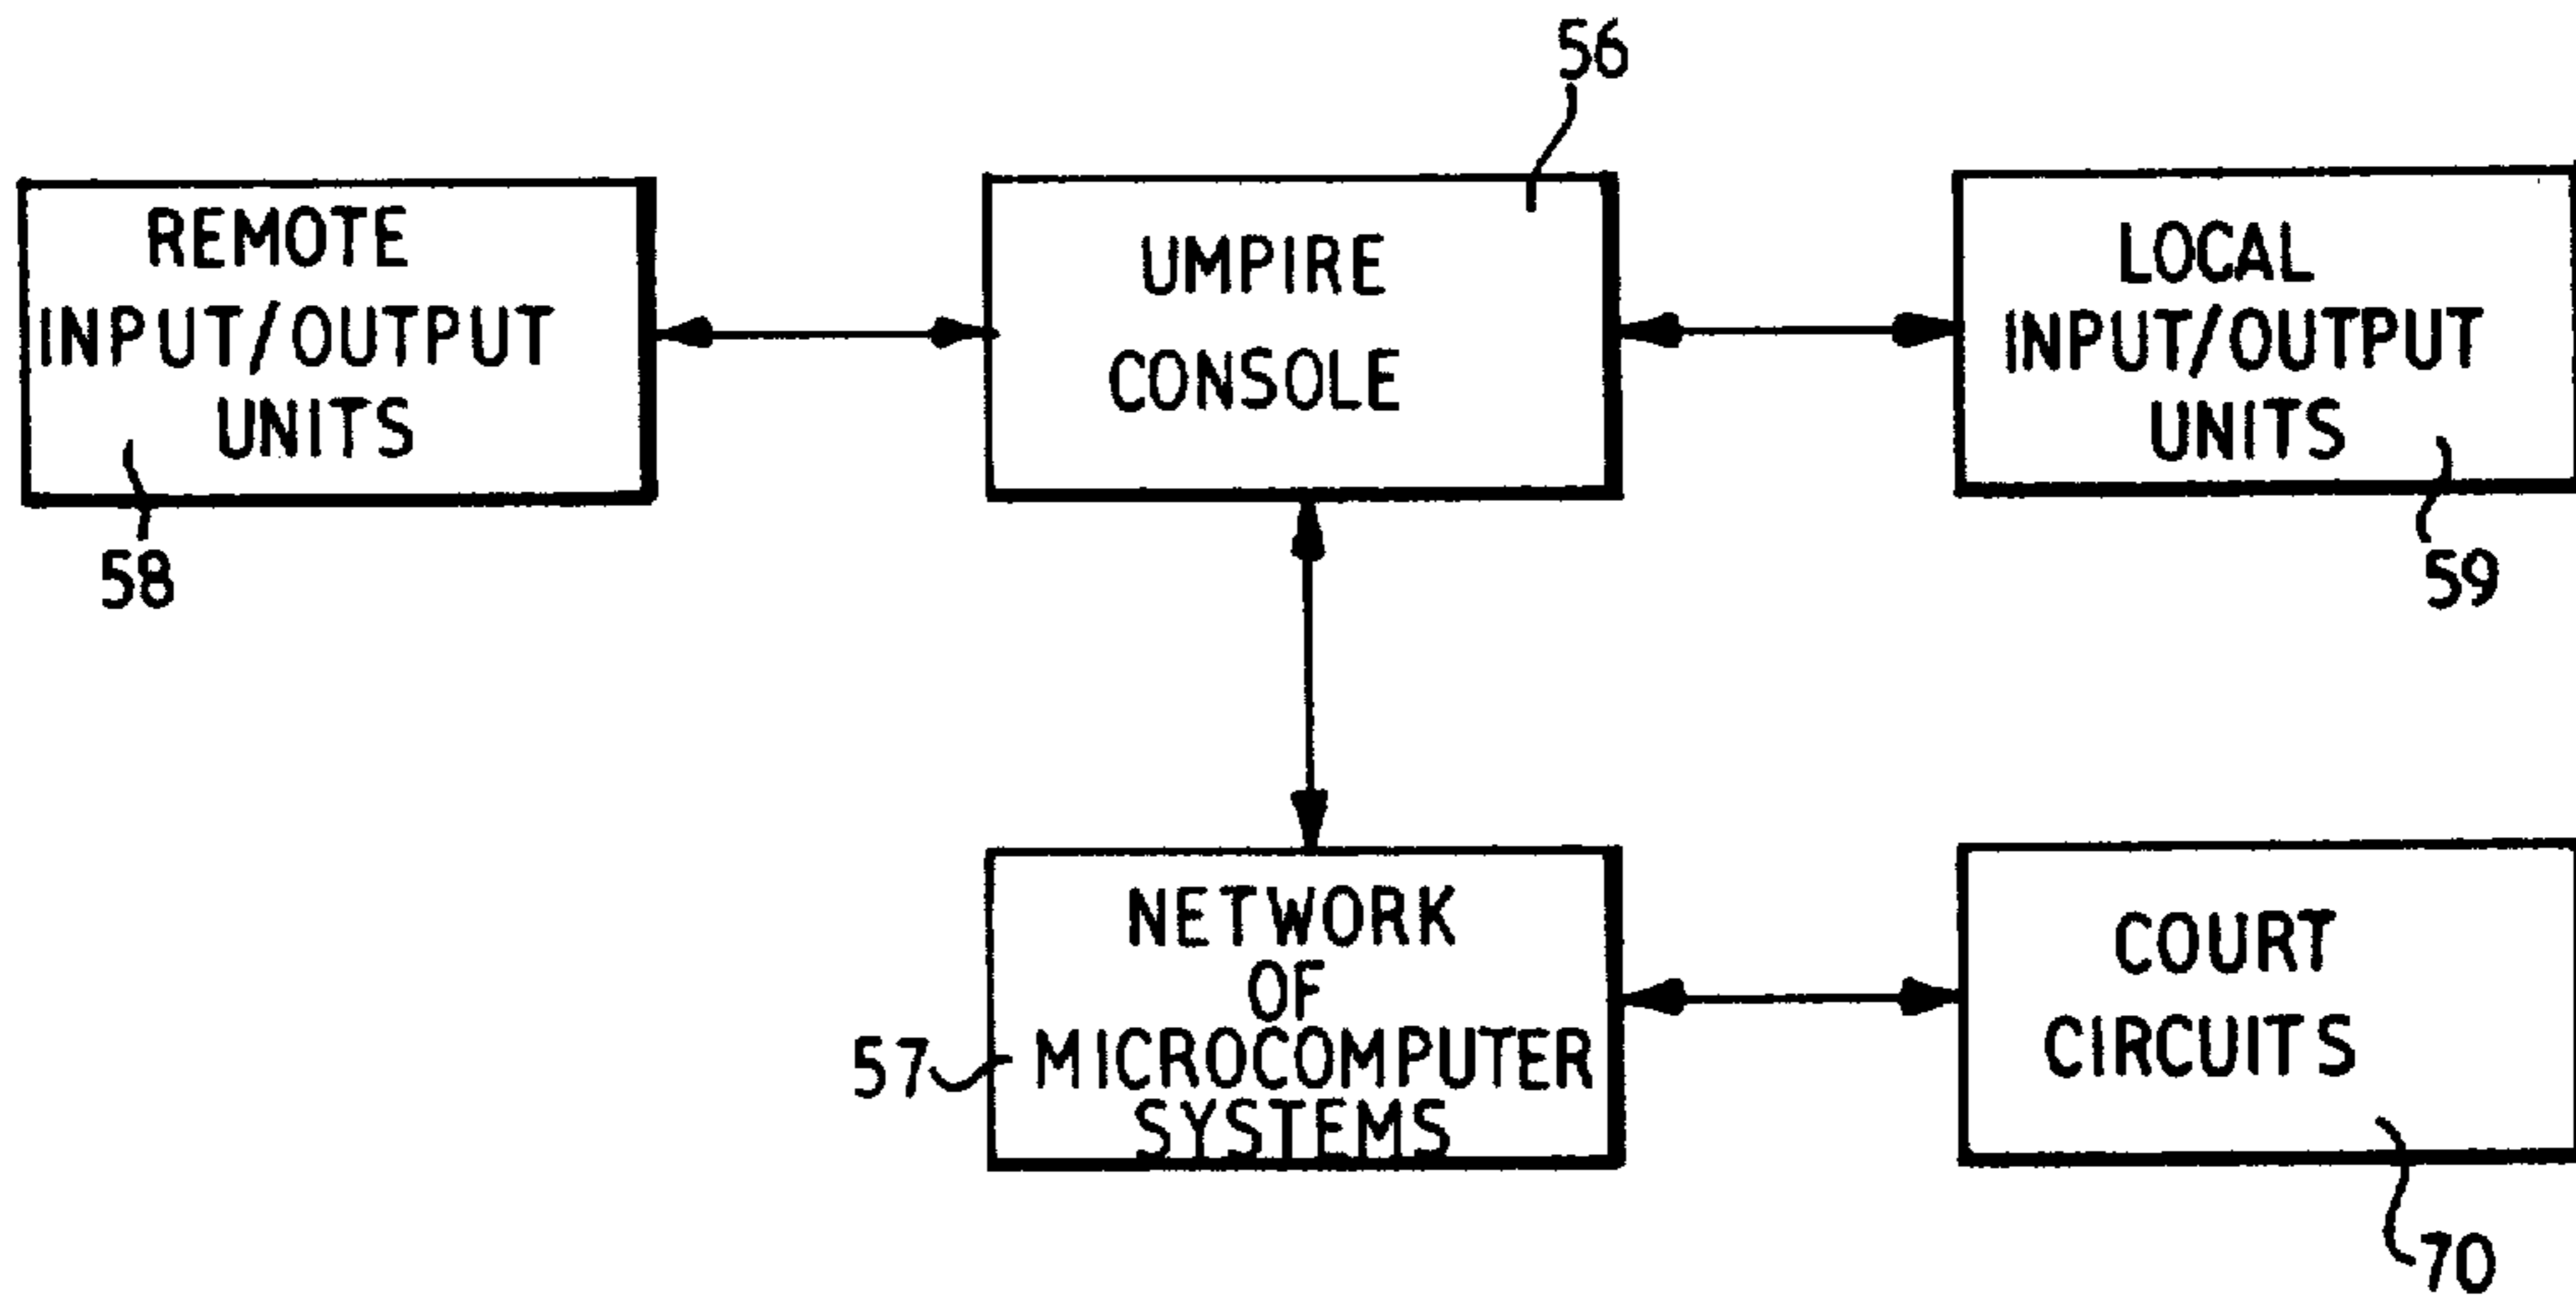 56
REMOTE
INPUT/OUTPUT
UNITS
58
UMPIRE
CONSOLE
LOCAL
INPUT/OUTPUT
UNITS
59
57
NETWORK
OF
MICROCOMPUTER
SYSTEMS
COURT
CIRCUITS
70